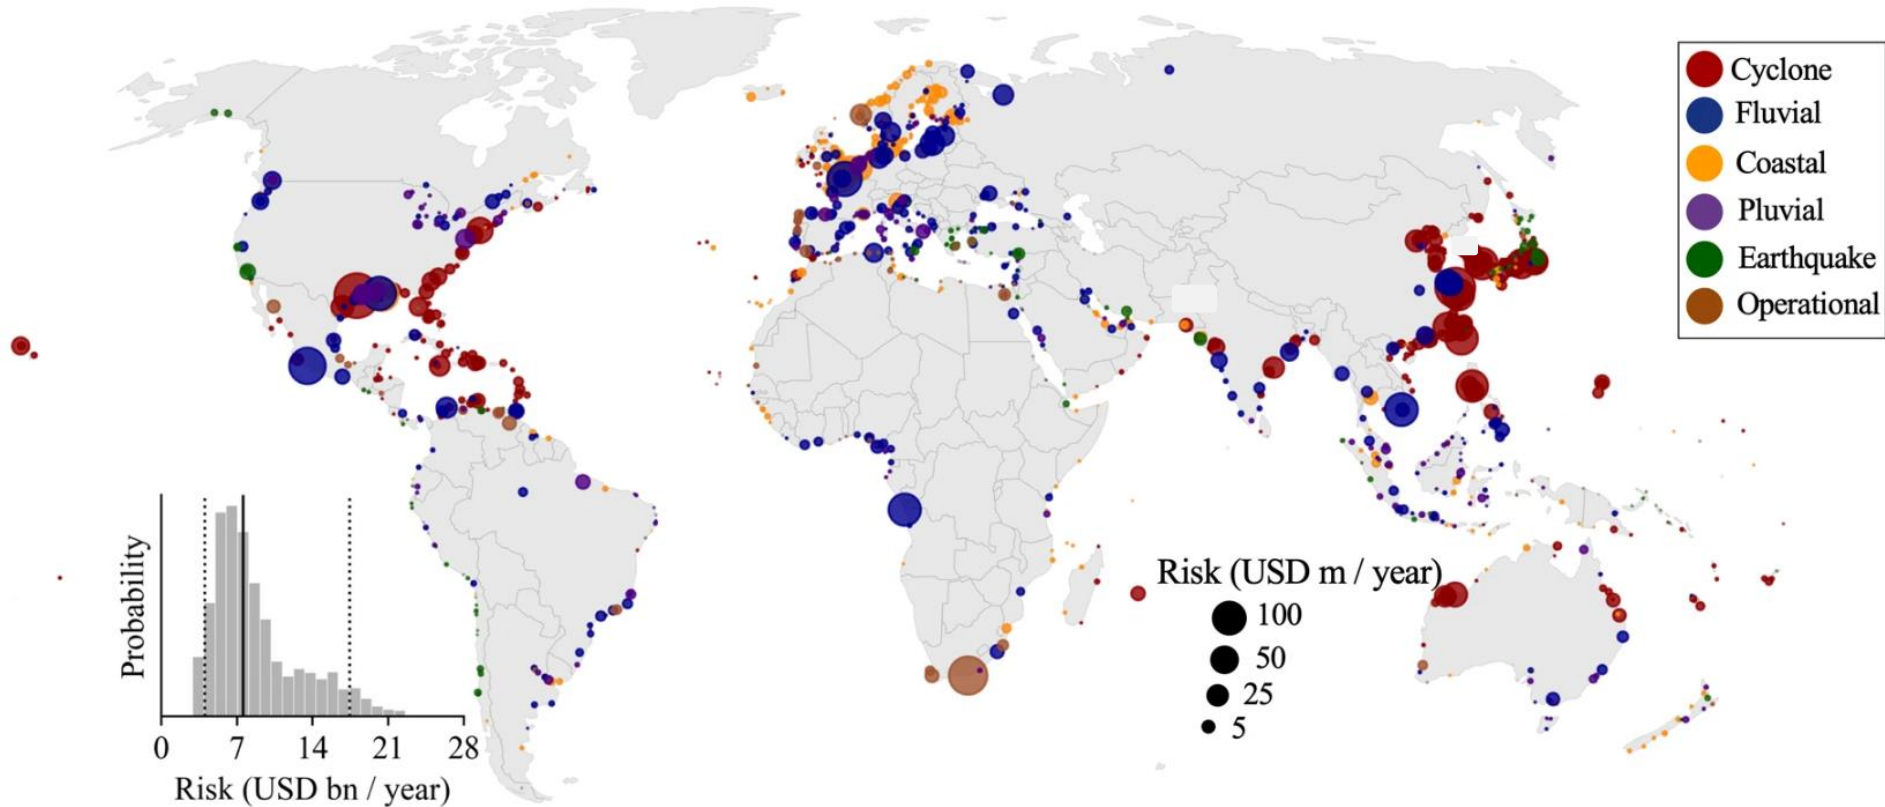 Cyclone
Fluvial
Coastal
Pluvial
Earthquake
Operational
Risk (USD m / year)
100
50
25
5
Probability
0 7 14 21 28
Risk (USD bn / year)